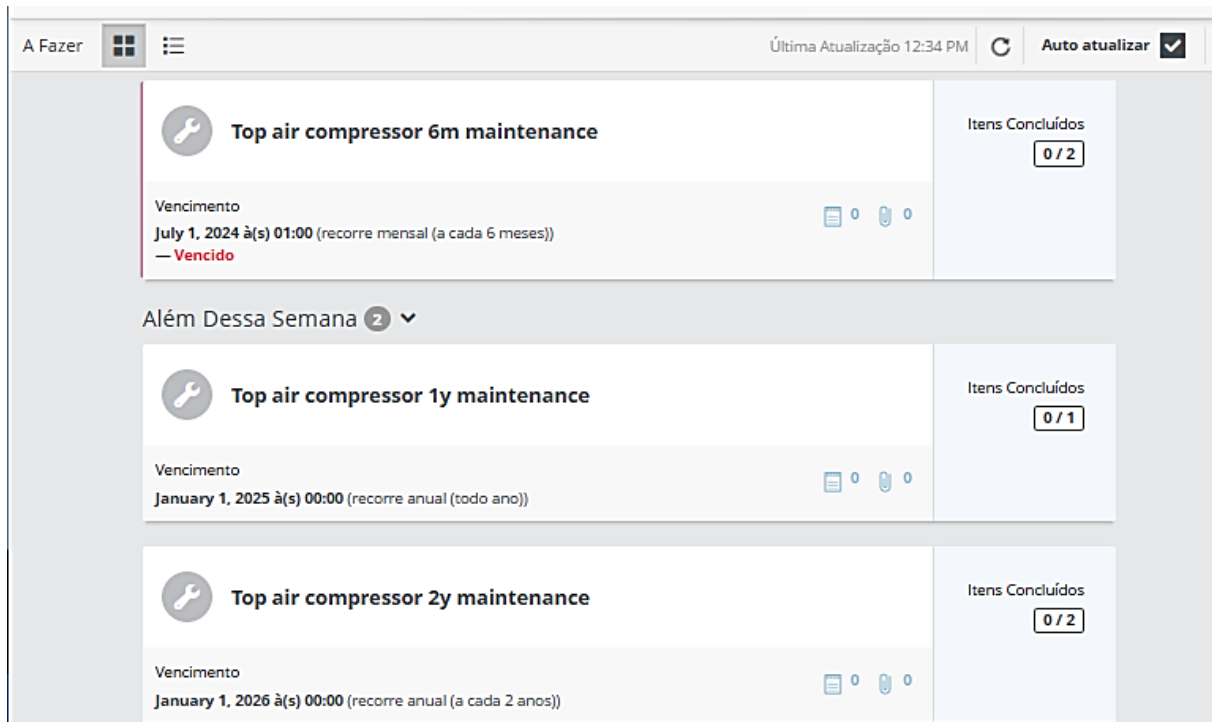 A Fazer
Última Atualização 12:34 PM
Auto atualizar
Top air compressor 6m maintenance
Itens Concluídos
0 / 2
Vencimento
July 1, 2024 à(s) 01:00 (recorre mensal (a cada 6 meses))
— Vencido
0 0
Além Dessa Semana 2
Top air compressor 1y maintenance
Itens Concluídos
0 / 1
Vencimento
January 1, 2025 à(s) 00:00 (recorre anual (todo ano))
0 0
Top air compressor 2y maintenance
Itens Concluídos
0 / 2
Vencimento
January 1, 2026 à(s) 00:00 (recorre anual (a cada 2 anos))
0 0